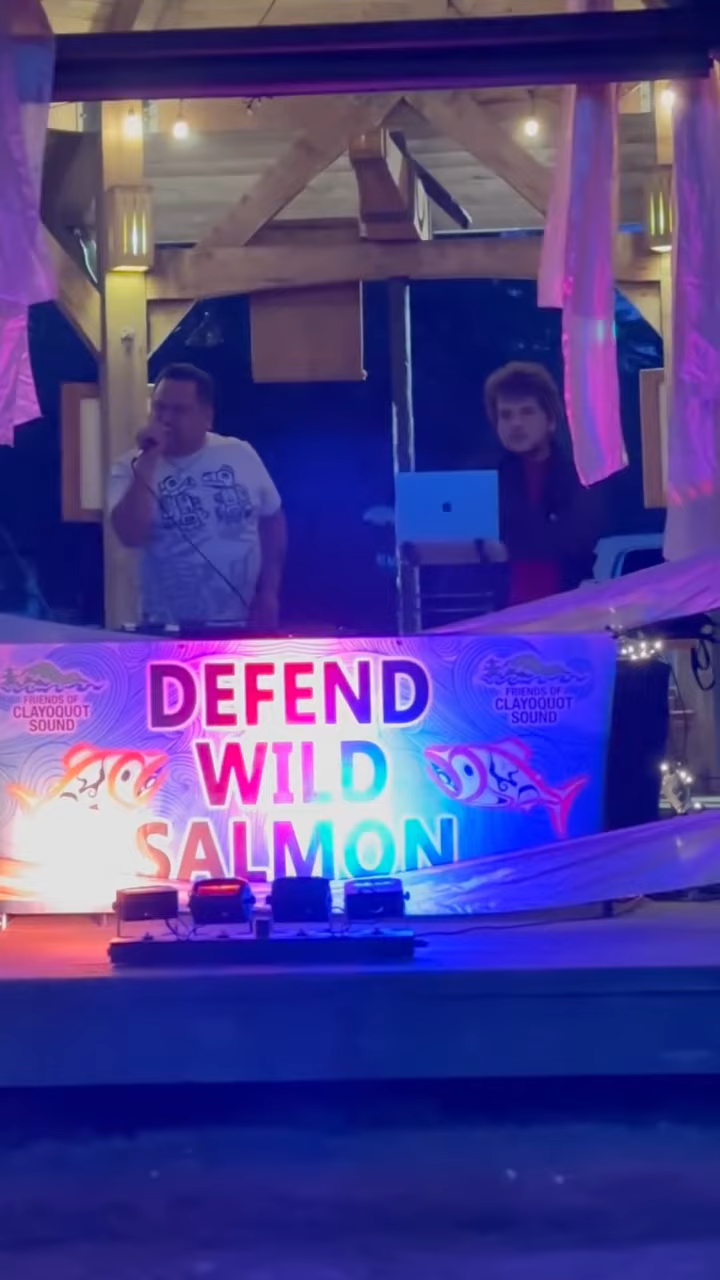 FRIENDS OF
CLAYOQUOT
SOUND
DEFEND
WILD
SALMON
FRIENDS OF
CLAYOQUOT
SOUND